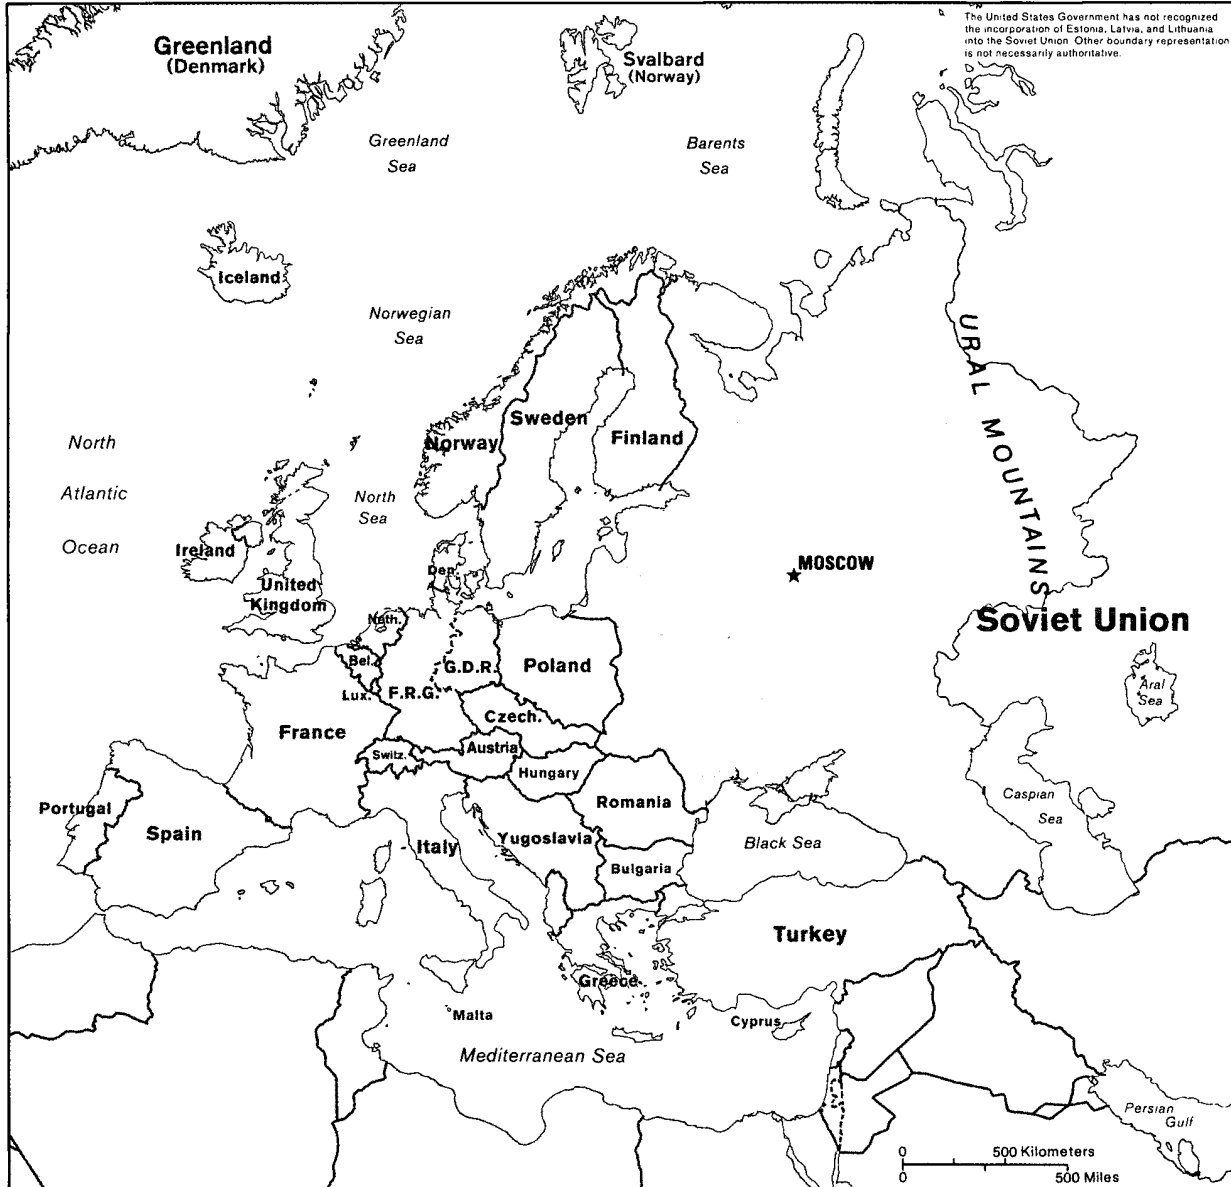 The United States Government has not recognized
the incorporation of Estonia, Latvia, and Lithuania
into the Soviet Union Other boundary representation
is not necessarily authoritative.
Greenland
(Denmark)
Svalbard
(Norway)
Greenland
Sea
Barents
Sea
Iceland
Norwegian
Sea
URAL MOUNTAINS
Sweden
Norway
Finland
North
Atlantic
Ocean
North
Sea
Ireland
United
Kingdom
Den.
MOSCOW
Soviet Union
Neth.
Bel.
Lux.
F.R.G.
G.D.R.
Poland
Aral
Sea
Czech.
France
Switz.
Austria
Hungary
Romania
Caspian
Sea
Portugal
Spain
Italy
Yugoslavia
Black Sea
Bulgaria
Turkey
Greece
Malta
Cyprus
Mediterranean Sea
Persian
Gulf
0 500 Kilometers
0 500 Miles